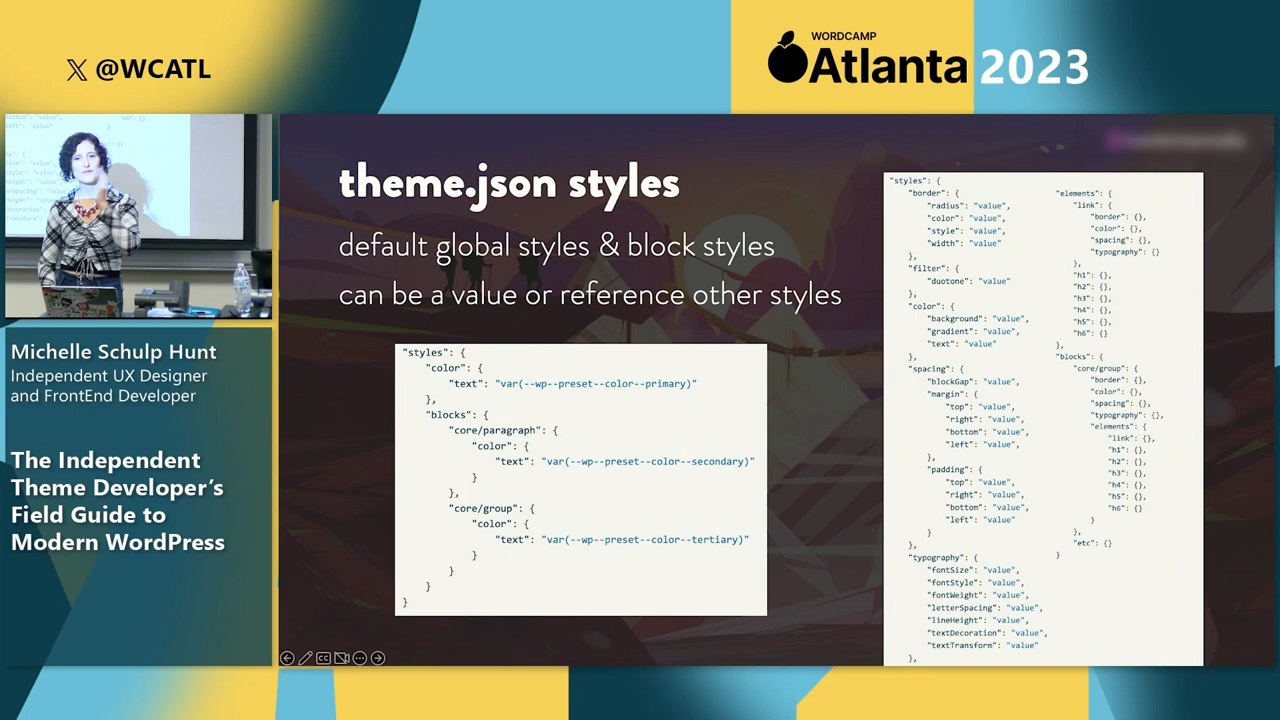 𝕏 @WCATL
WORDCAMP
Atlanta 2023
Michelle Schulp Hunt
Independent UX Designer
and FrontEnd Developer
The Independent
Theme Developer’s
Field Guide to
Modern WordPress
theme.json styles
default global styles & block styles
can be a value or reference other styles
"styles": {
"color": {
"text": "var(--wp--preset--color--primary)"
},
"blocks": {
"core/paragraph": {
"color": {
"text": "var(--wp--preset--color--secondary)"
}
},
"core/group": {
"color": {
"text": "var(--wp--preset--color--tertiary)"
}
}
}
}
"styles": {
"border": {
"radius": "value",
"color": "value",
"style": "value",
"width": "value"
},
"filter": {
"duotone": "value"
},
"color": {
"background": "value",
"gradient": "value",
"text": "value"
},
"spacing": {
"blockGap": "value",
"margin": {
"top": "value",
"right": "value",
"bottom": "value",
"left": "value",
},
"padding": {
"top": "value",
"right": "value",
"bottom": "value",
"left": "value"
}
},
"typography": {
"fontSize": "value",
"fontStyle": "value",
"fontWeight": "value",
"letterSpacing": "value",
"lineHeight": "value",
"textDecoration": "value",
"textTransform": "value"
},
"elements": {
"link": {
"border": {},
"color": {},
"spacing": {},
"typography": {}
},
"h1": {},
"h2": {},
"h3": {},
"h4": {},
"h5": {},
"h6": {}
},
"blocks": {
"core/group": {
"border": {},
"color": {},
"spacing": {},
"typography": {},
"elements": {
"link": {},
"h1": {},
"h2": {},
"h3": {},
"h4": {},
"h5": {},
"h6": {}
}
},
"etc": {}
}
CC